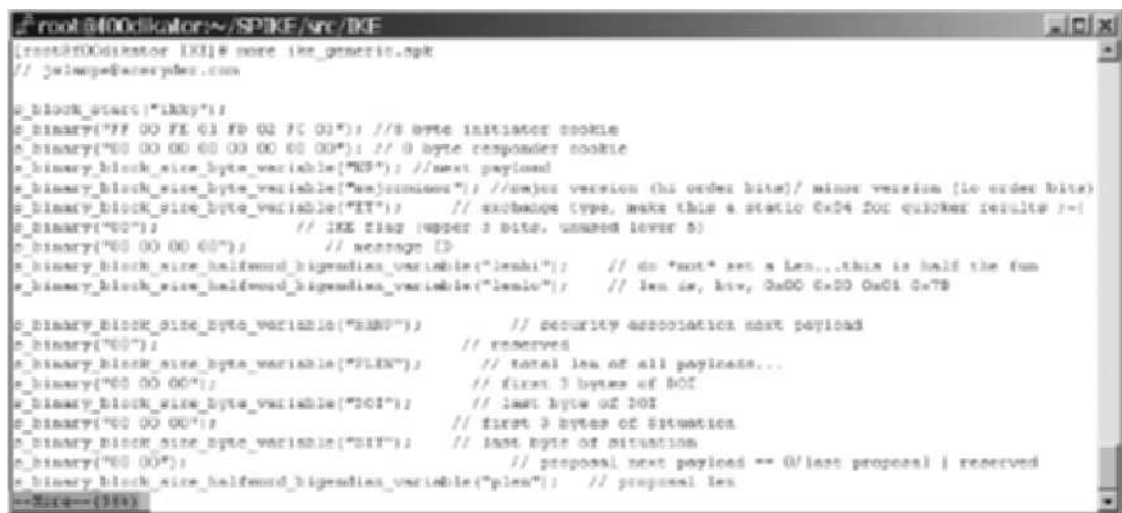 root@f00dikator:~/SPIKE/src/IKE
[root@f00dikator IKE]# more ike_generic.spk
// jwlampe@aceryder.com
s_block_start("ikky");
s_binary("FF 00 FE 01 FD 02 FC 03"); //8 byte initiator cookie
s_binary("00 00 00 00 00 00 00 00"); // 8 byte responder cookie
s_binary_block_size_byte_variable("NP"); //next payload
s_binary_block_size_byte_variable("majorminor"); //major version (hi order bits)/ minor version (lo order bits)
s_binary_block_size_byte_variable("ET"); // exchange type, make this a static 0x04 for quicker results ;-(
s_binary("00"); // IKE flag (upper 3 bits, unused lower 5)
s_binary("00 00 00 00"); // message ID
s_binary_block_size_halfword_bigendian_variable("lenhi"); // do *not* set a Len...this is half the fun
s_binary_block_size_halfword_bigendian_variable("lenlo"); // len is, btw, 0x00 0x00 0x01 0x7B
s_binary_block_size_byte_variable("SANP"); // security association next payload
s_binary("00"); // reserved
s_binary_block_size_byte_variable("PLEN"); // total len of all payloads...
s_binary("00 00 00"); // first 3 bytes of DOI
s_binary_block_size_byte_variable("DOI"); // last byte of DOI
s_binary("00 00 00"); // first 3 bytes of Situation
s_binary_block_size_byte_variable("SIT"); // last byte of situation
s_binary("00 00"); // proposal next payload == 0/last proposal | reserved
s_binary_block_size_halfword_bigendian_variable("plen"); // proposal len